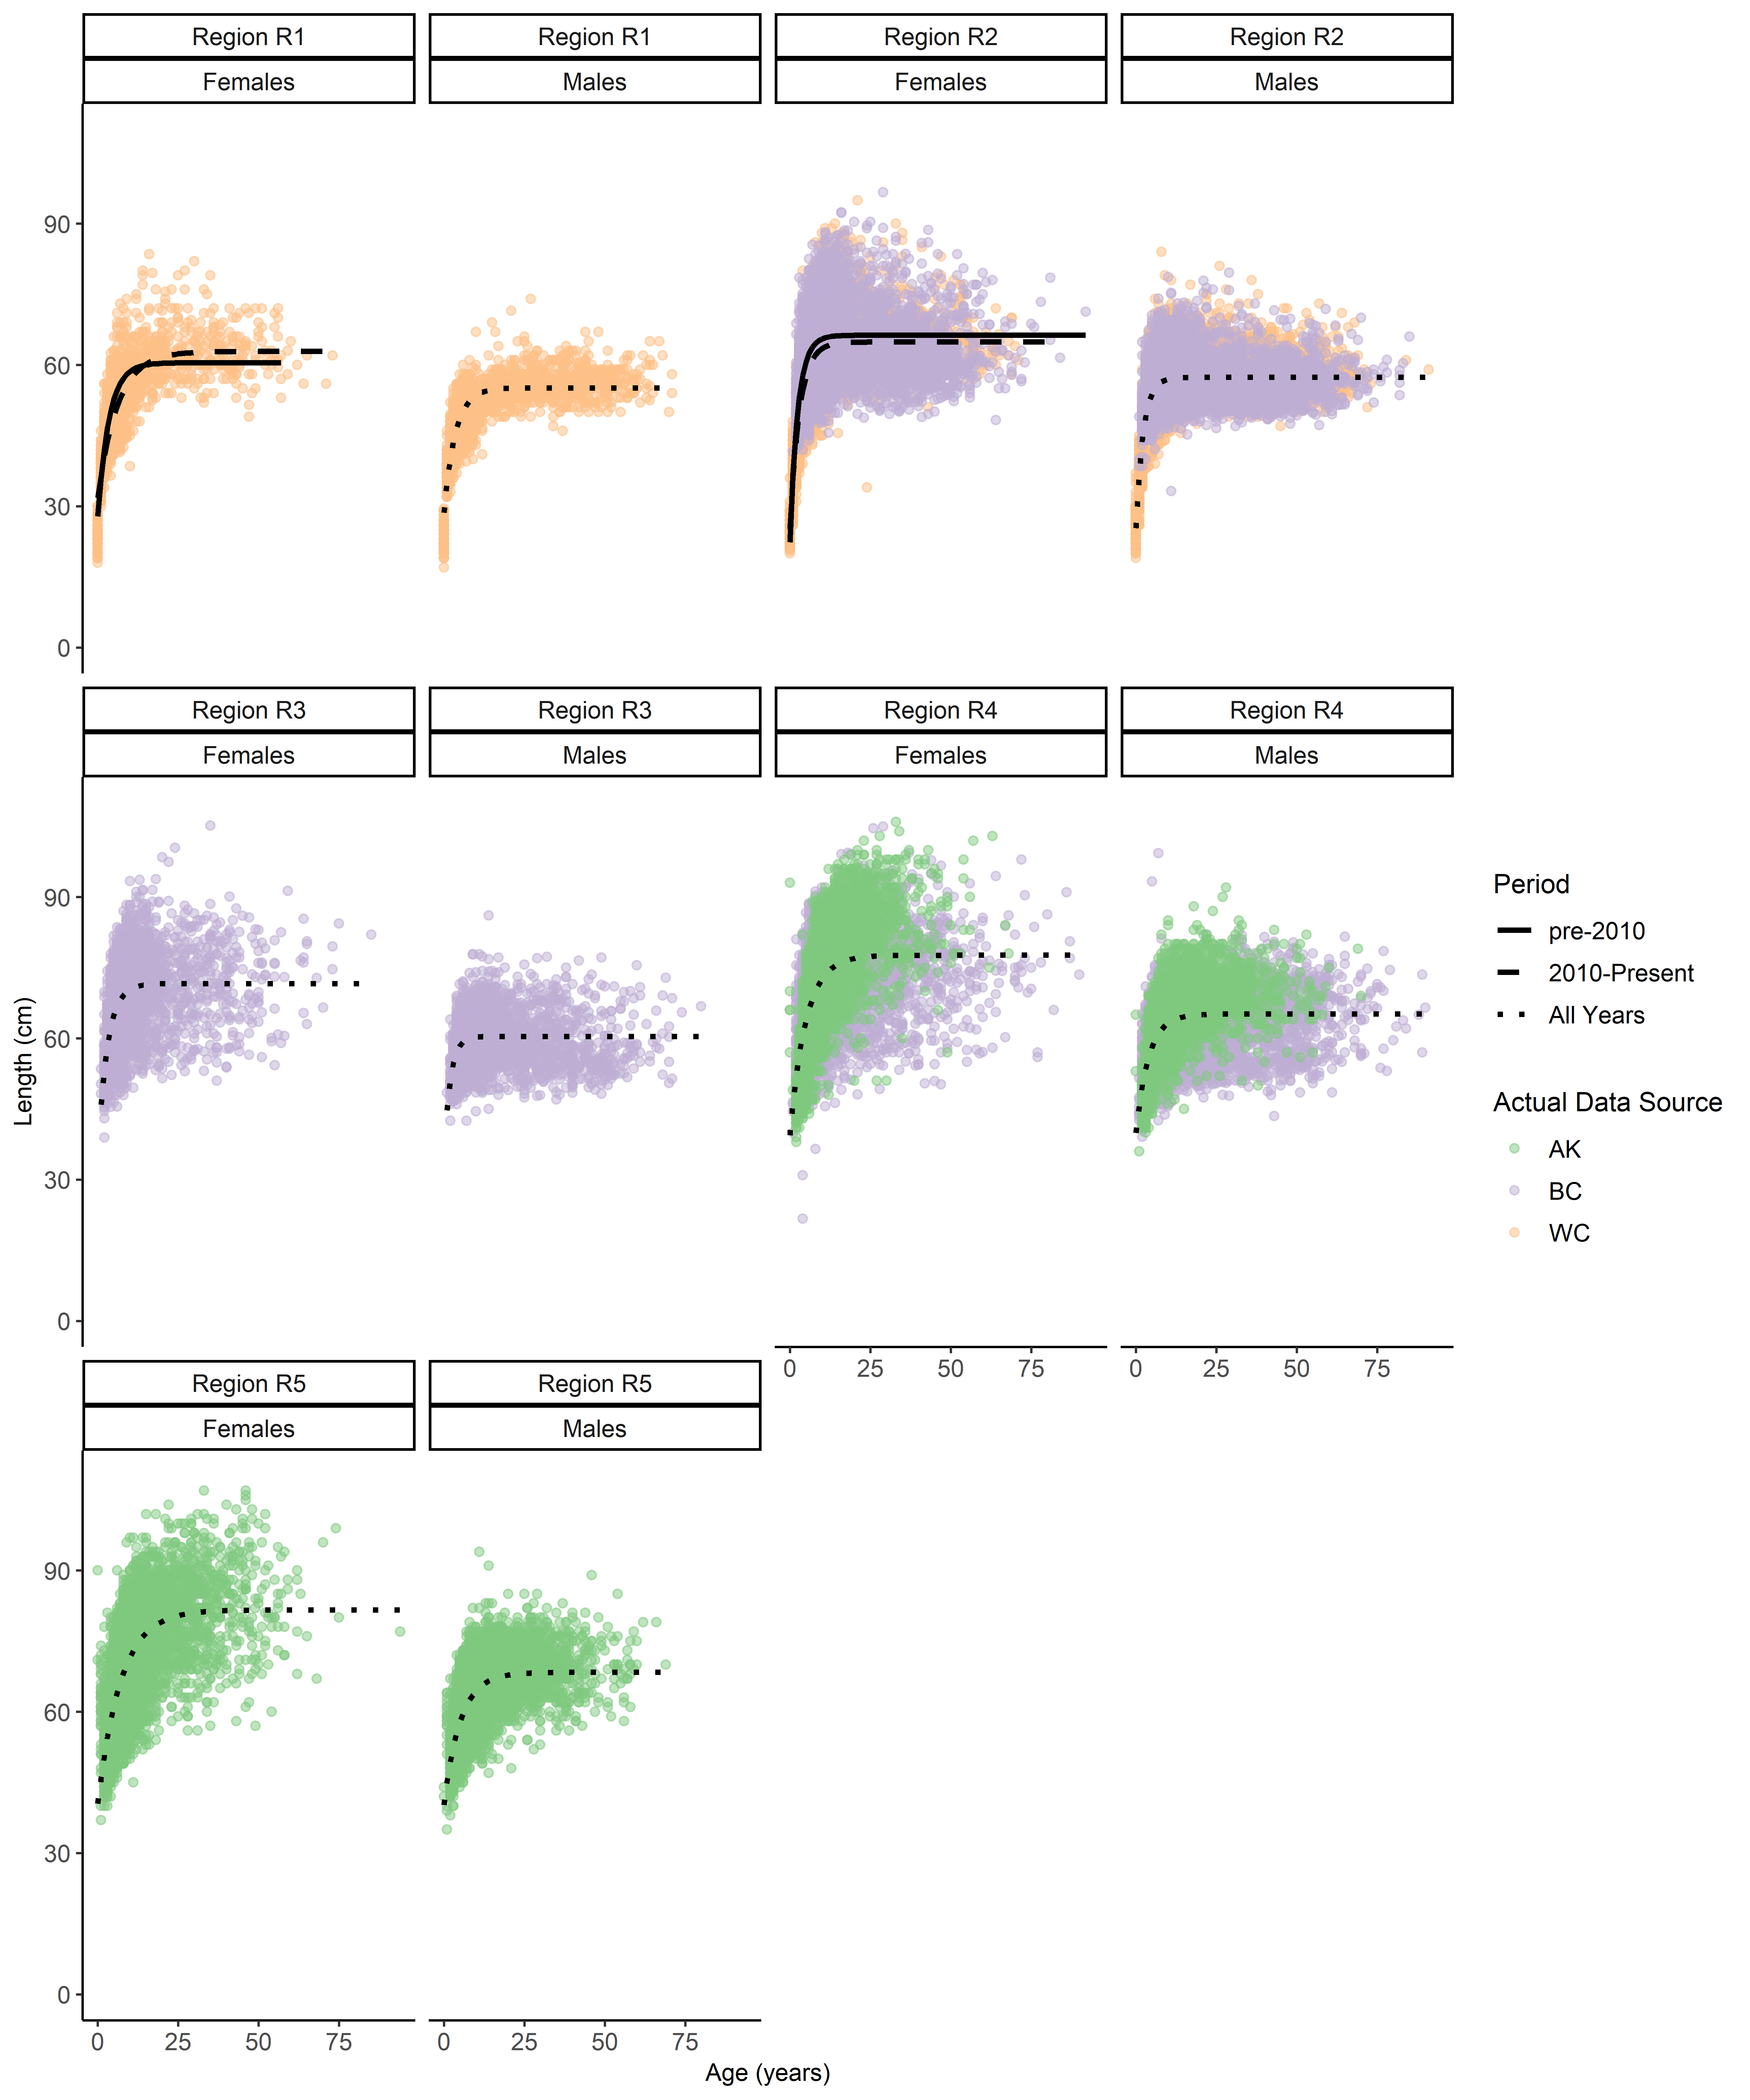 Region R1
Region R1
Region R2
Region R2
Females
Males
Females
Males
90
60
30
0
Region R3
Region R3
Region R4
Region R4
Females
Males
Females
Males
90
60
30
0
0 25 50 75
0 25 50 75
Length (cm)
Period
pre-2010
2010-Present
All Years
Actual Data Source
AK
BC
WC
Region R5
Region R5
Females
Males
90
60
30
0
0 25 50 75
0 25 50 75
Age (years)